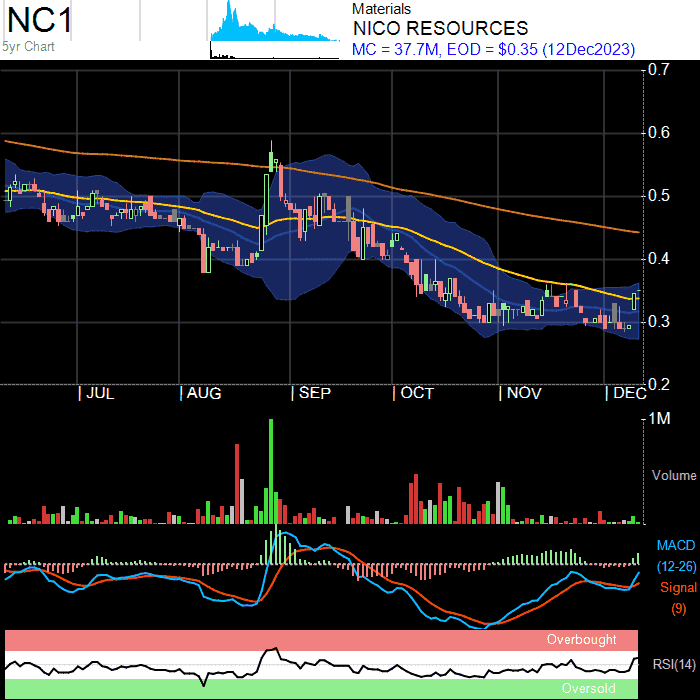 NC1
5yr Chart
Materials
NICO RESOURCES
MC = 37.7M, EOD = $0.35 (12Dec2023)
0.7
0.6
0.5
0.4
0.3
0.2
| JUL | AUG | SEP | OCT | NOV | DEC
1M
Volume
MACD
(12-26)
Signal
(9)
Overbought
RSI(14)
Oversold